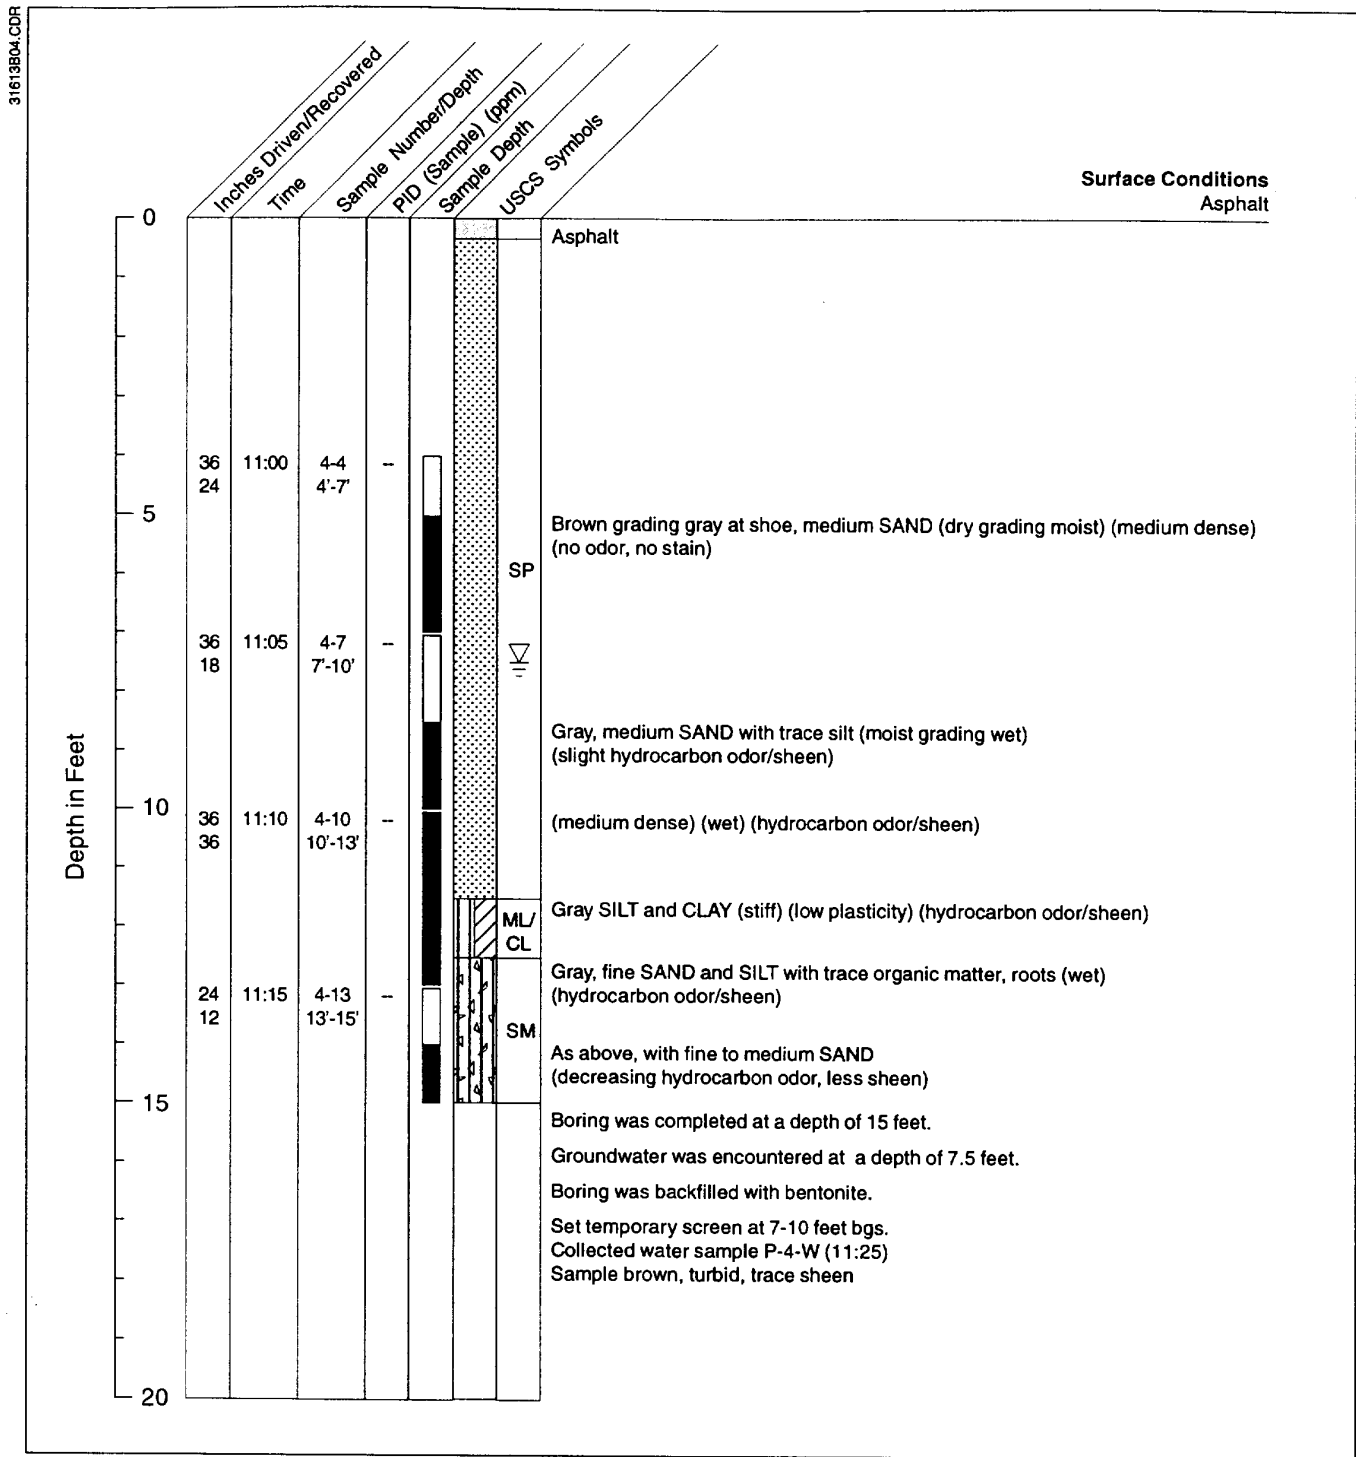 31613B04.CDR
Inches Driven/Recovered
Time
Sample Number/Depth
PID (Sample) (ppm)
Sample Depth
USCS Symbols
Surface Conditions
Asphalt
0
Asphalt
36 11:00 4-4 --
24 4'-7'
5
Brown grading gray at shoe, medium SAND (dry grading moist) (medium dense)
(no odor, no stain)
SP
36 11:05 4-7 --
18 7'-10'
Gray, medium SAND with trace silt (moist grading wet)
(slight hydrocarbon odor/sheen)
Depth in Feet
10
36 11:10 4-10 --
36 10'-13'
(medium dense) (wet) (hydrocarbon odor/sheen)
Gray SILT and CLAY (stiff) (low plasticity) (hydrocarbon odor/sheen)
ML/
CL
Gray, fine SAND and SILT with trace organic matter, roots (wet)
(hydrocarbon odor/sheen)
24 11:15 4-13 --
12 13'-15'
SM
As above, with fine to medium SAND
(decreasing hydrocarbon odor, less sheen)
15
Boring was completed at a depth of 15 feet.
Groundwater was encountered at a depth of 7.5 feet.
Boring was backfilled with bentonite.
Set temporary screen at 7-10 feet bgs.
Collected water sample P-4-W (11:25)
Sample brown, turbid, trace sheen
20